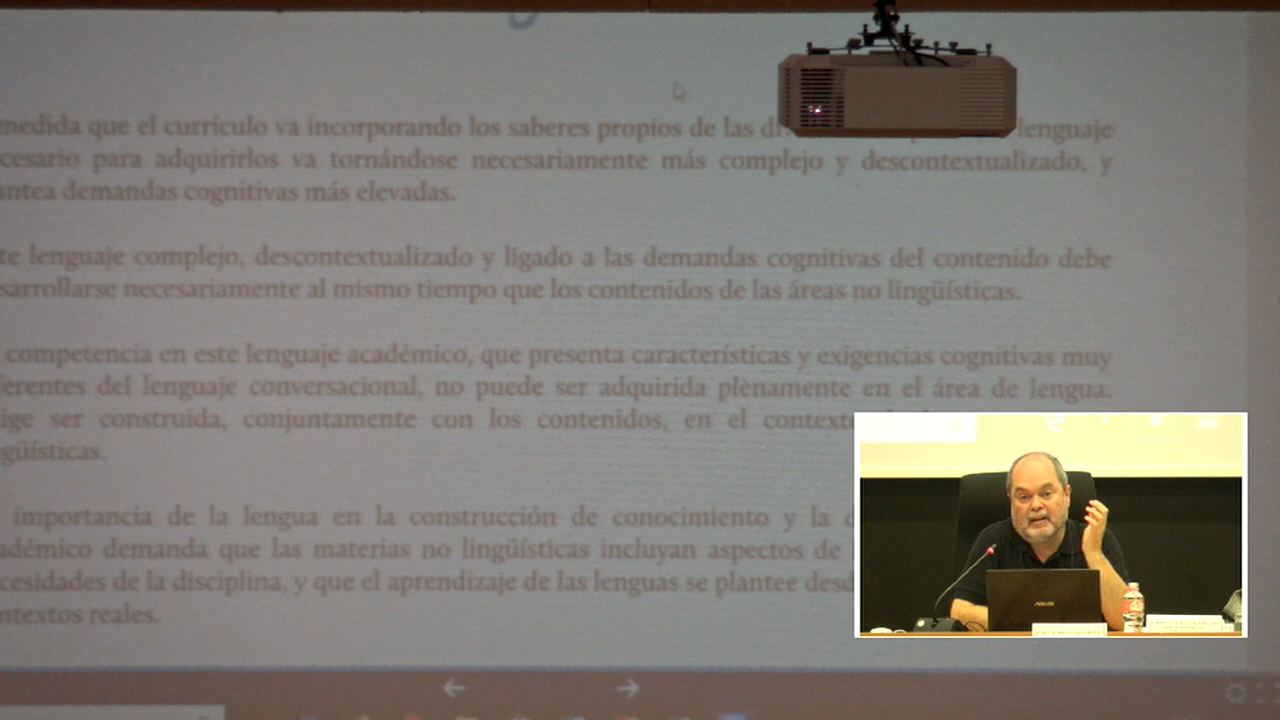 medida que el currículo va incorporando los saberes propios de las lenguaje
cesario para adquirirlos va tornándose necesariamente más complejo y descontextualizado, y
antea demandas cognitivas más elevadas.
te lenguaje complejo, descontextualizado y ligado a las demandas cognitivas del contenido debe
sarrollarse necesariamente al mismo tiempo que los contenidos de las áreas no lingüísticas.
competencia en este lenguaje académico, que presenta características y exigencias cognitivas muy
ferentes del lenguaje conversacional, no puede ser adquirida plenamente en el área de lengua.
ige ser construida, conjuntamente con los contenidos, en el contexto
güísticas.
importancia de la lengua en la construcción de conocimiento y la
adémico demanda que las materias no lingüísticas incluyan aspectos de
cesidades de la disciplina, y que el aprendizaje de las lenguas se plantee desd
ntextos reales.
ASUS